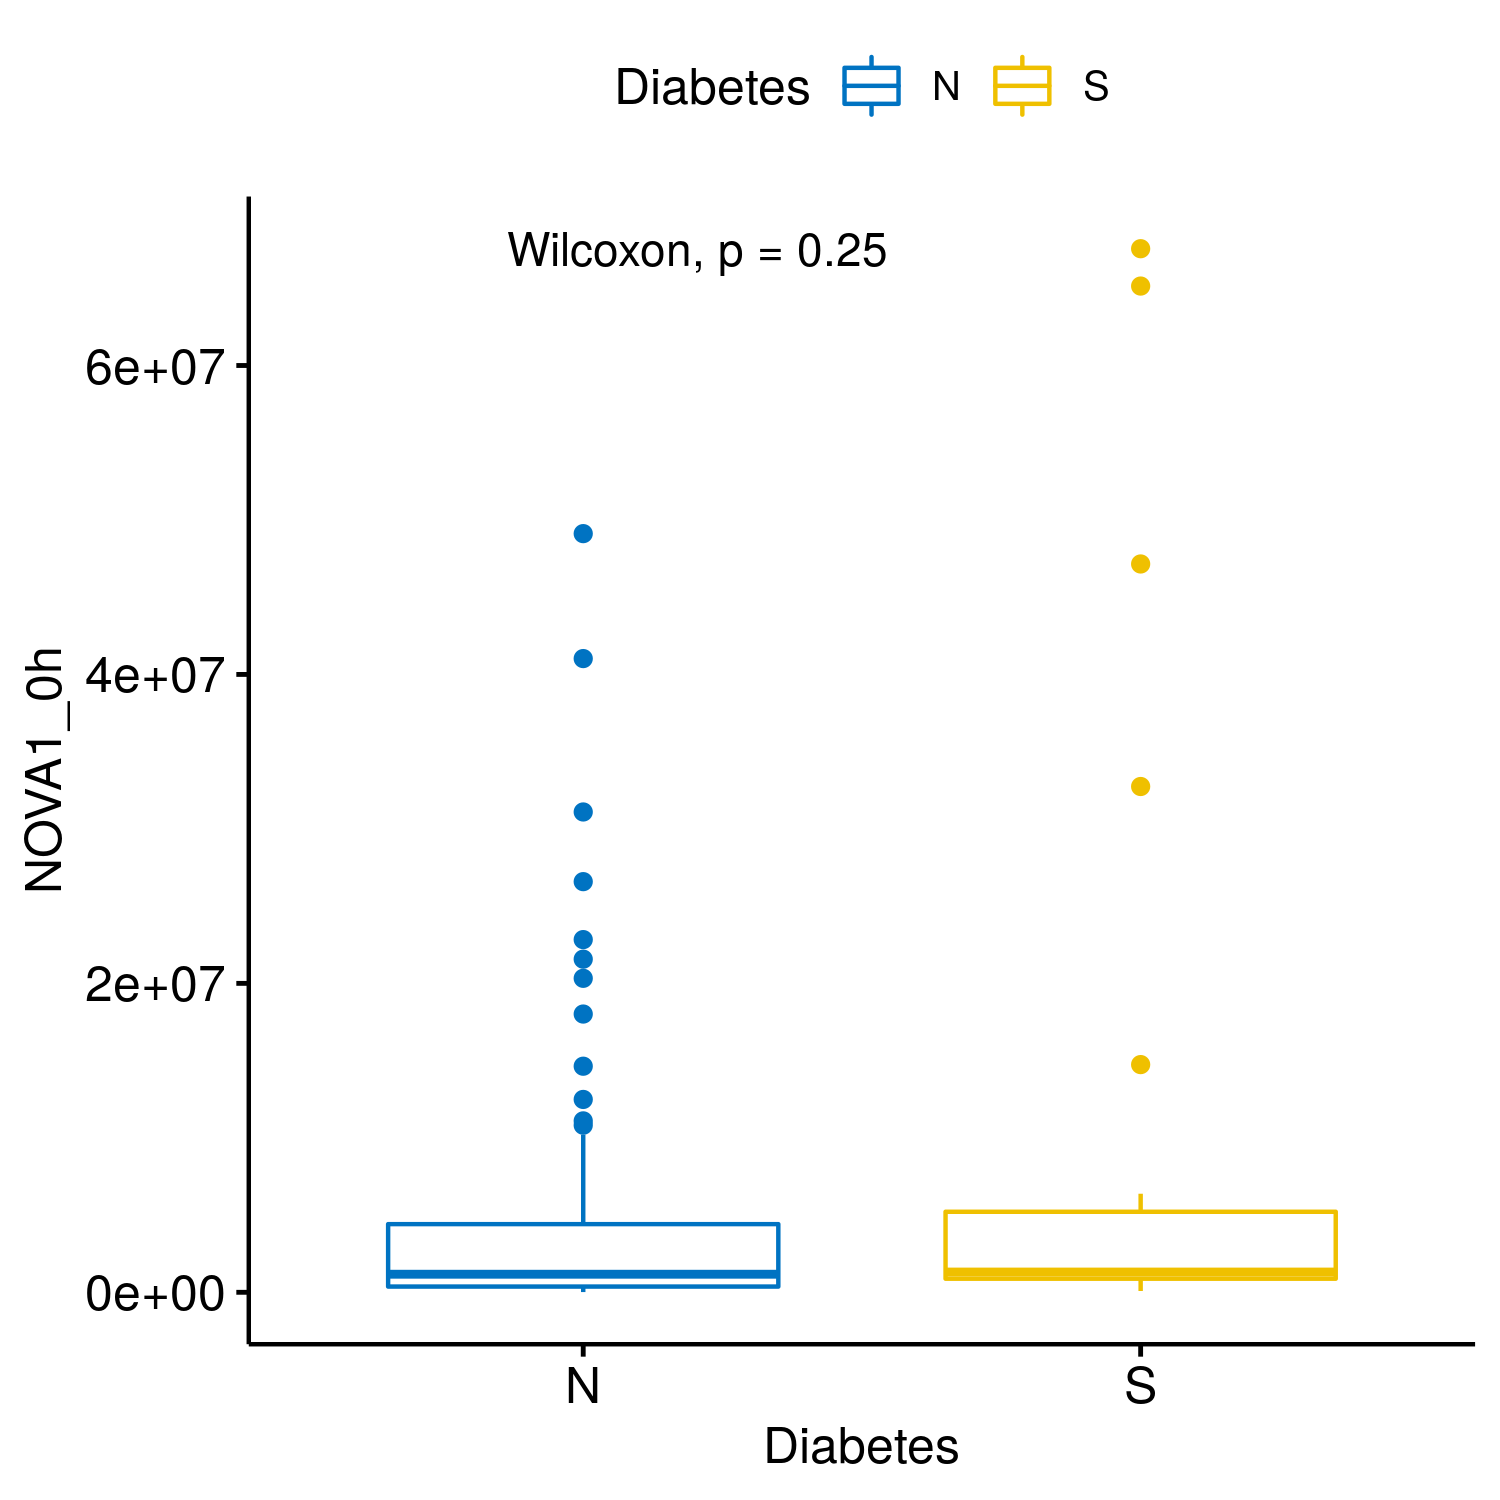 Diabetes N S
Wilcoxon, p = 0.25
6e+07
4e+07
2e+07
0e+00
NOVA1_0h
N S
Diabetes